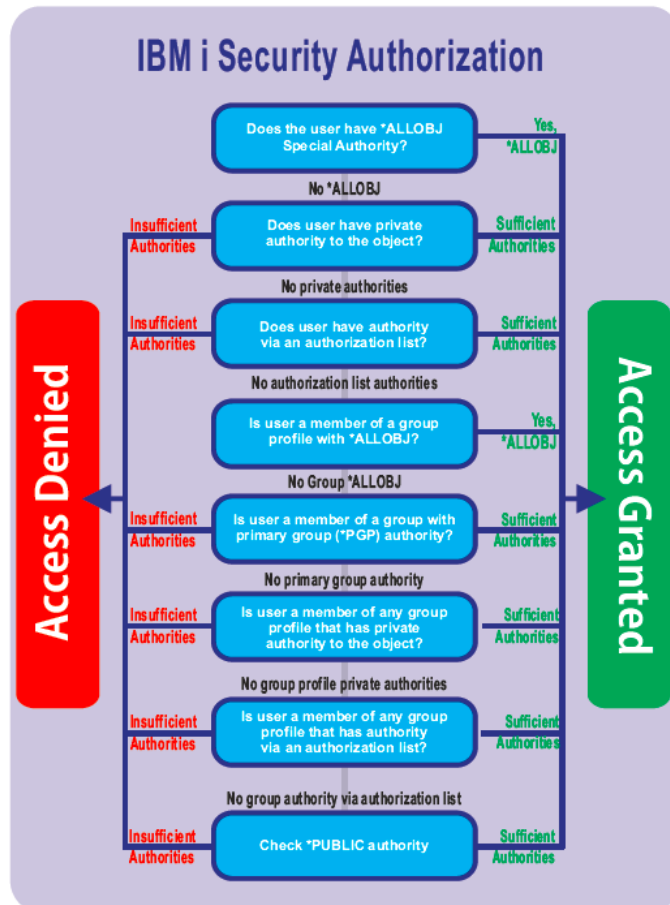 IBM i Security Authorization
Does the user have *ALLOBJ
Special Authority?
Yes,
*ALLOBJ
No *ALLOBJ
Insufficient
Authorities
Does user have private
authority to the object?
Sufficient
Authorities
No private authorities
Insufficient
Authorities
Does user have authority
via an authorization list?
Sufficient
Authorities
No authorization list authorities
Is user a member of a group
profile with *ALLOBJ?
Yes,
*ALLOBJ
No Group *ALLOBJ
Access Denied
Access Granted
Insufficient
Authorities
Is user a member of a group with
primary group (*PGP) authority?
Sufficient
Authorities
No primary group authority
Insufficient
Authorities
Is user a member of any group
profile that has private
authority to the object?
Sufficient
Authorities
No group profile private authorities
Insufficient
Authorities
Is user a member of any group
profile that has authority
via an authorization list?
Sufficient
Authorities
No group authority via authorization list
Insufficient
Authorities
Check *PUBLIC authority
Sufficient
Authorities